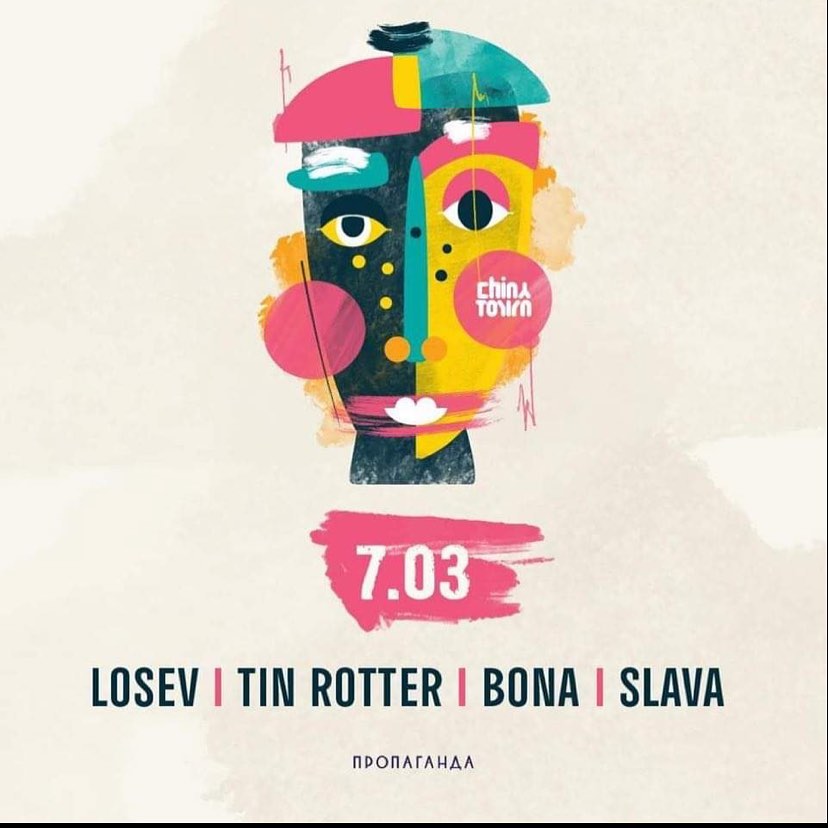 chinA
TOWN
7.03
LOSEV | TIN ROTTER | BONA | SLAVA
ПРОПАГАНДА